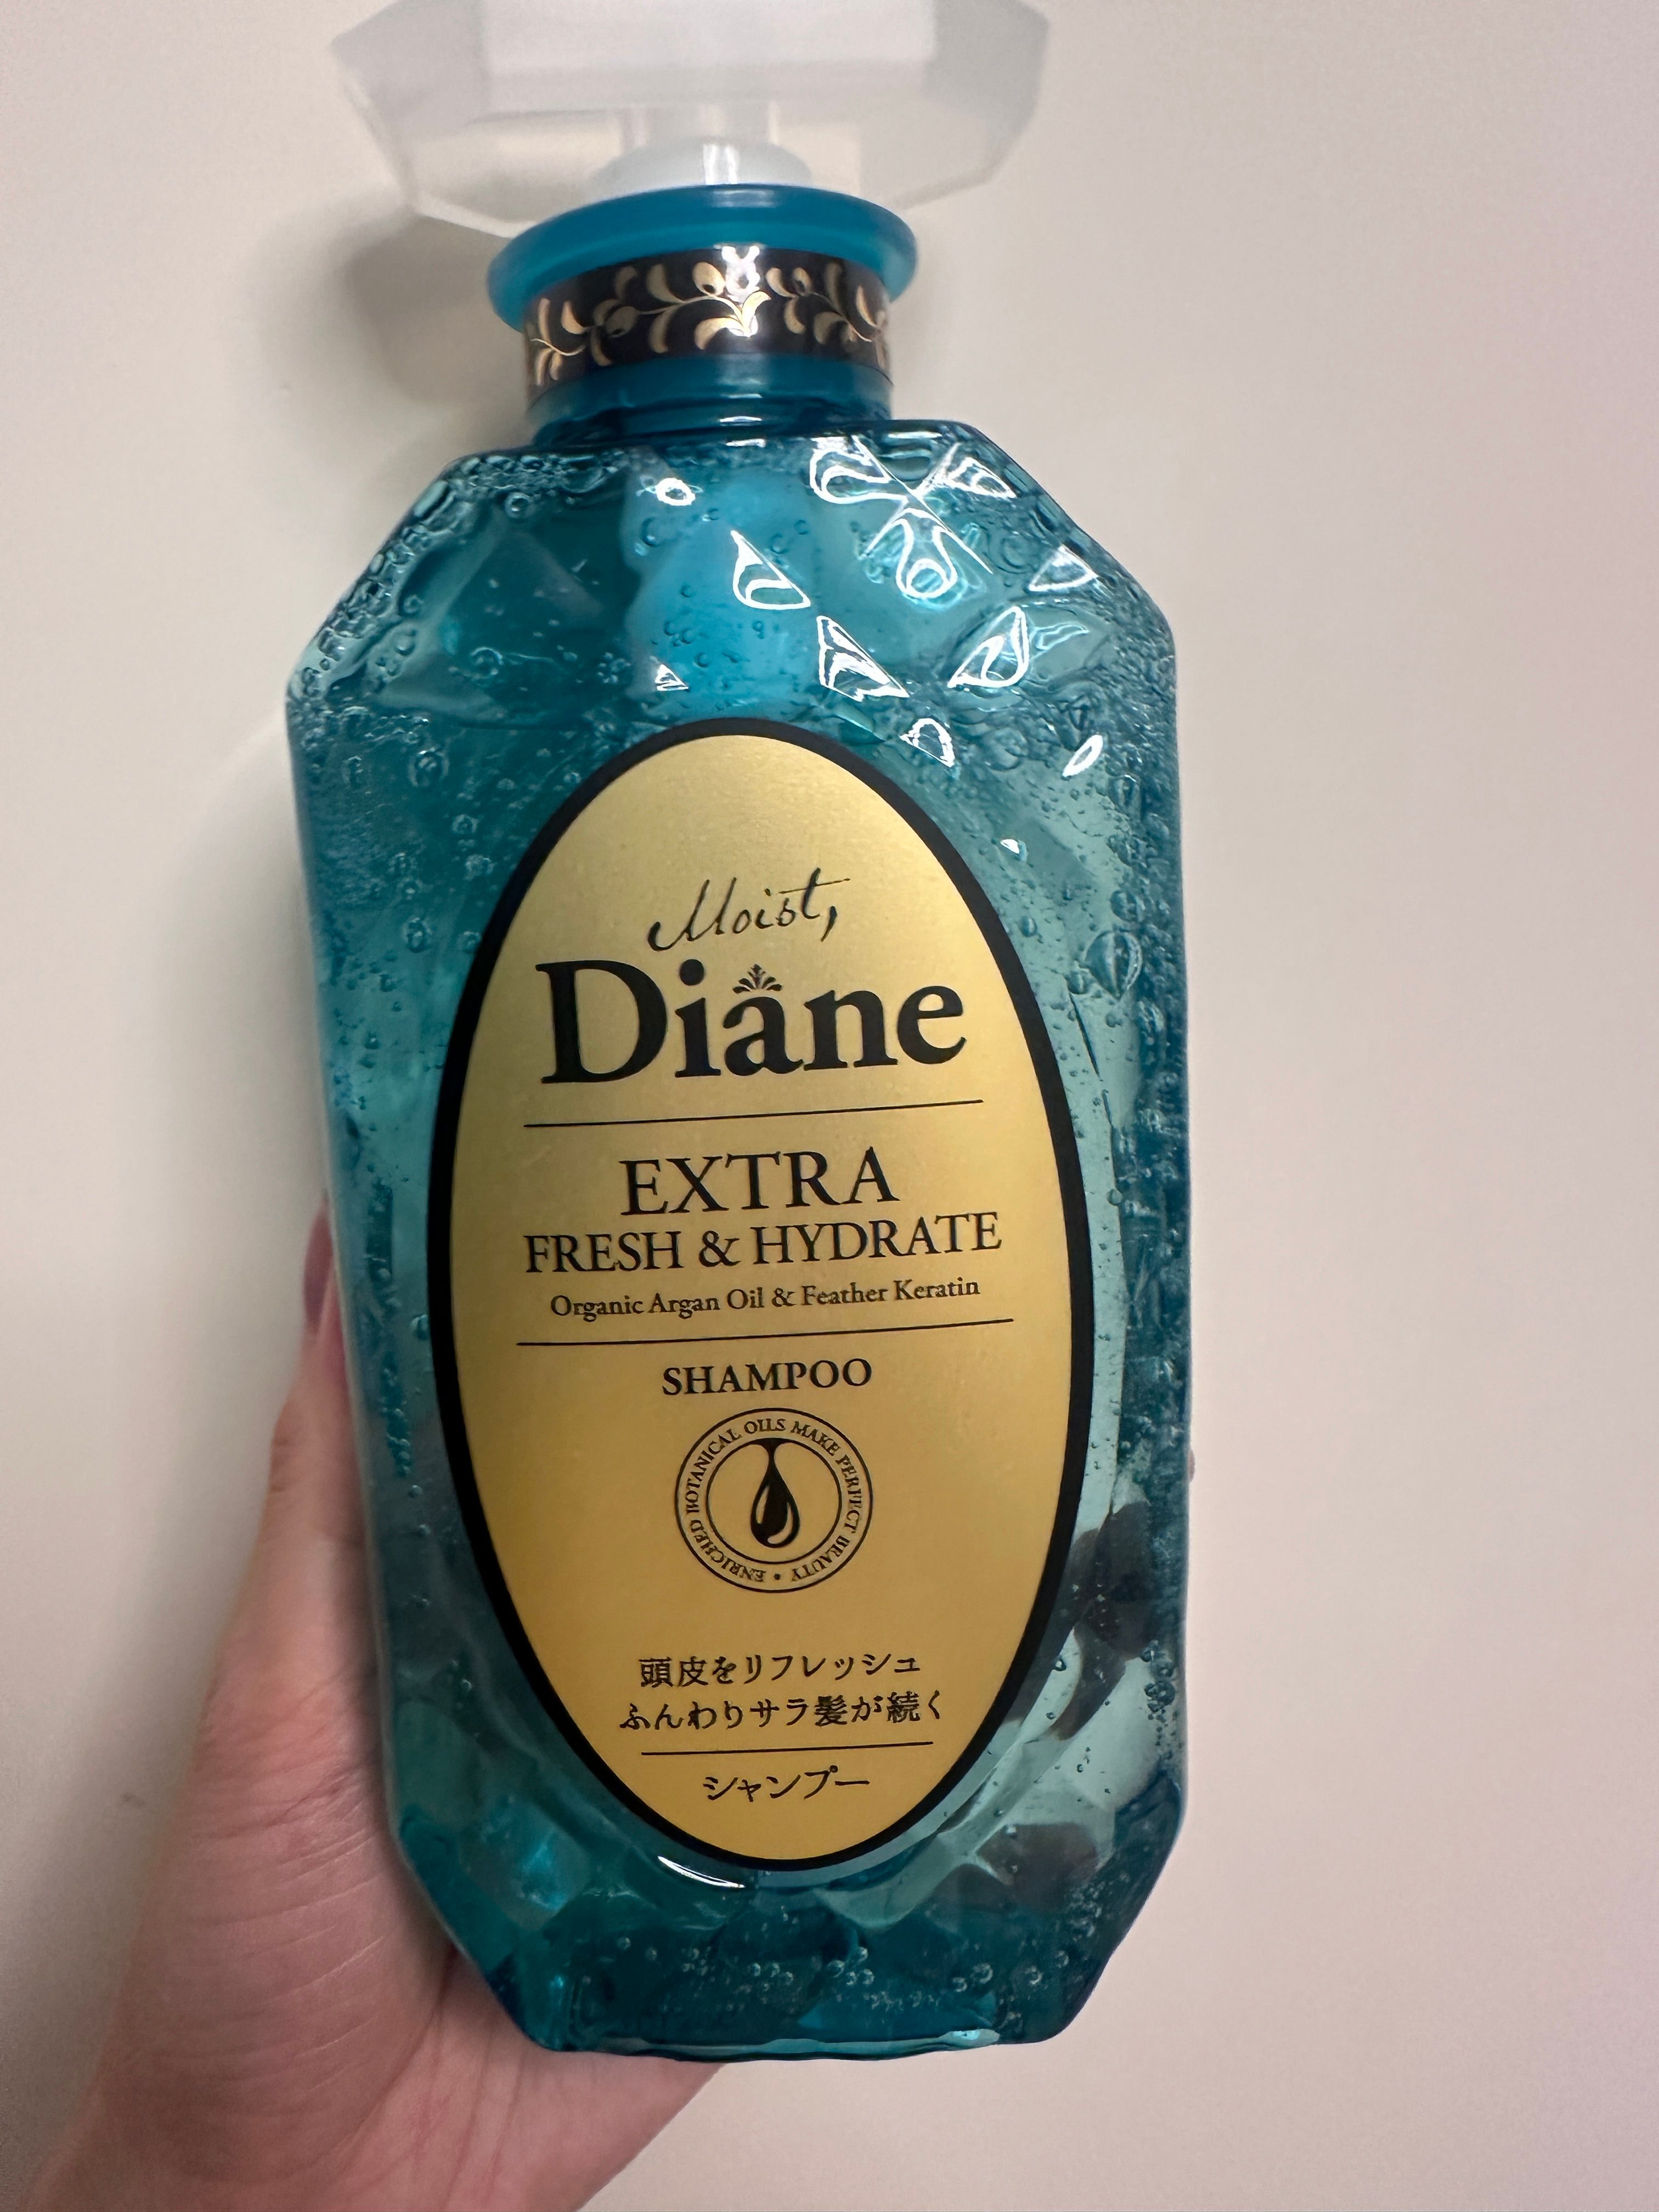 Moist,
Diane
EXTRA
FRESH & HYDRATE
Organic Argan Oil & Feather Keratin
SHAMPOO
ENRICHED BOTANICAL OILS MAKE PERFECT BEAUTY •
頭皮をリフレッシュ
ふんわりサラ髪が続く
シャンプー